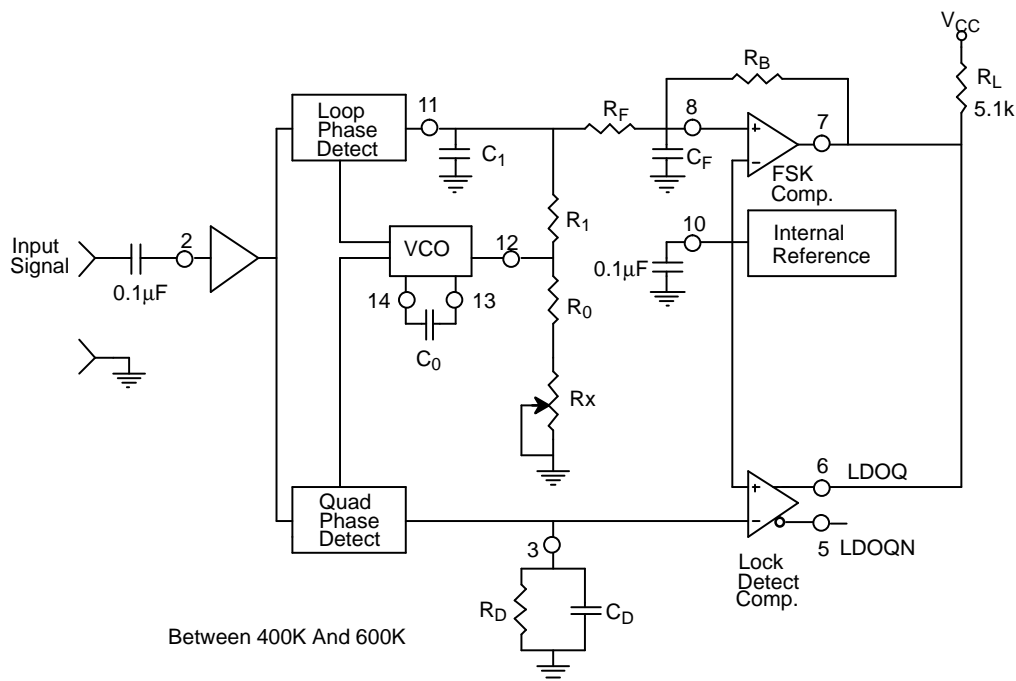 VCC
RB
RL
5.1k
Loop
Phase
Detect
11
RF
8
7
+
−
C1
CF
FSK
Comp.
R1
10
Internal
Reference
0.1μF
Input
Signal
2
0.1μF
VCO
12
14
13
C0
R0
Rx
Quad
Phase
Detect
6
LDOQ
+
−
5
LDOQN
3
Lock
Detect
Comp.
RD
CD
Between 400K And 600K